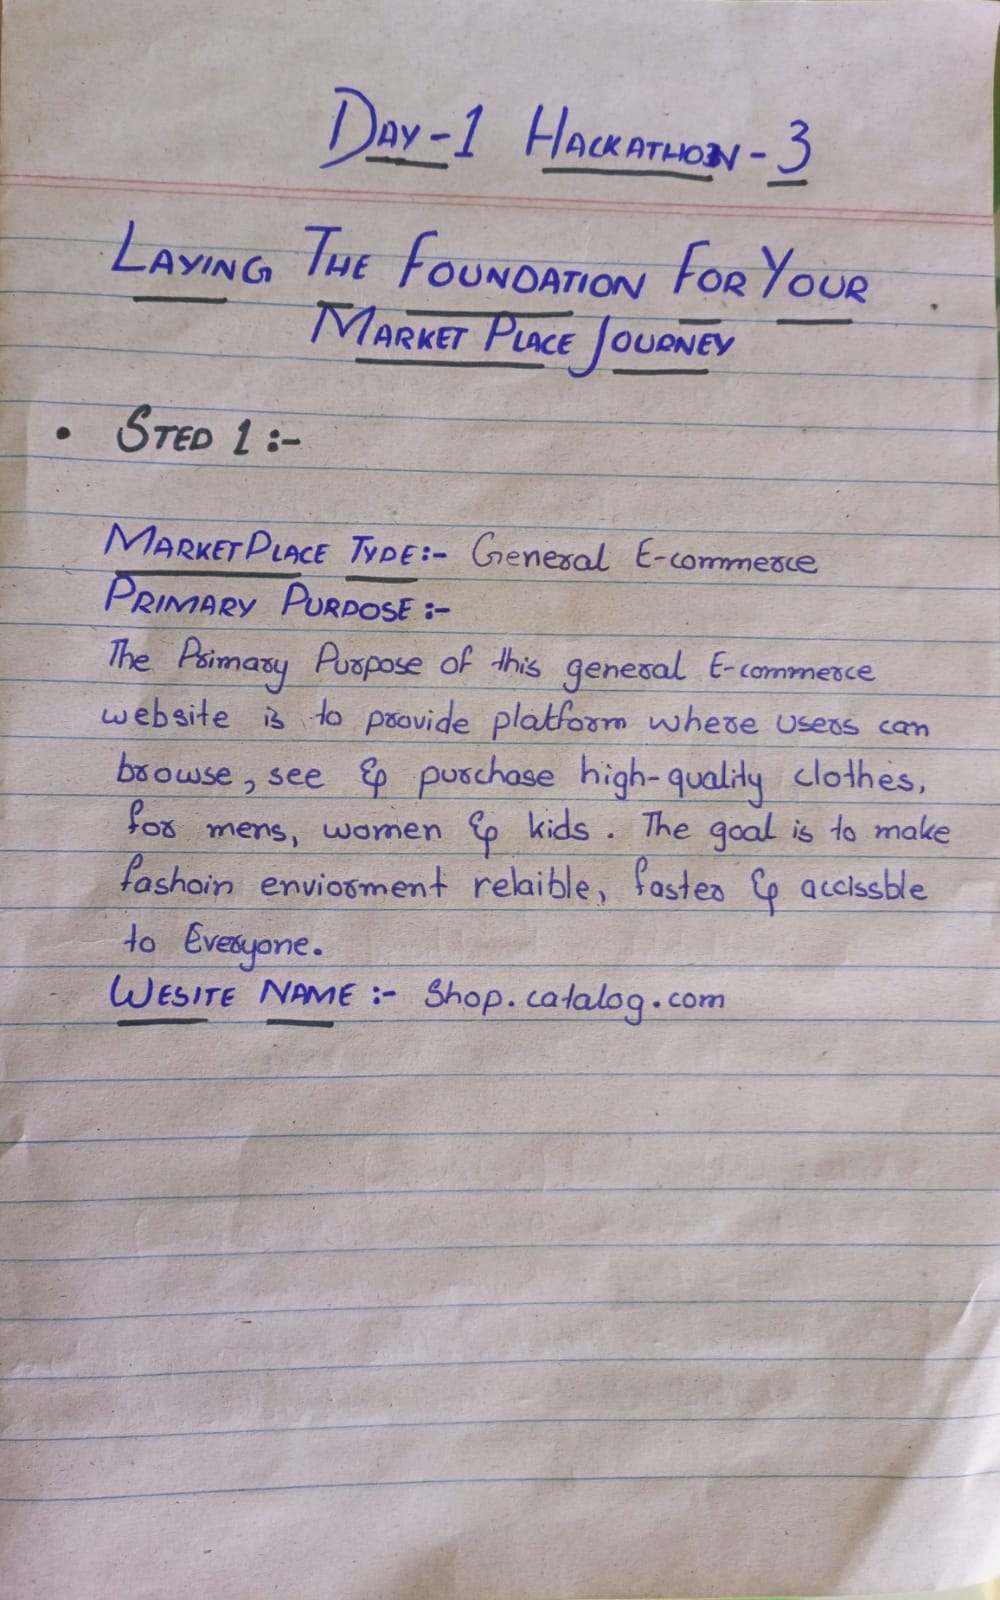 DAY-1 HACKATHON-3
LAYING THE FOUNDATION FOR YOUR
MARKET PLACE JOURNEY
• STEP 1 :-
MARKETPLACE TYPE:- General E-commerce
PRIMARY PURPOSE :-
The Primary Purpose of this general E-commerce
website is to provide platform where users can
browse, see & purchase high-quality clothes,
for mens, women & kids. The goal is to make
fashoin enviorment relaible, faster & accissble
to Everyone.
WESITE NAME :- Shop.catalog.com